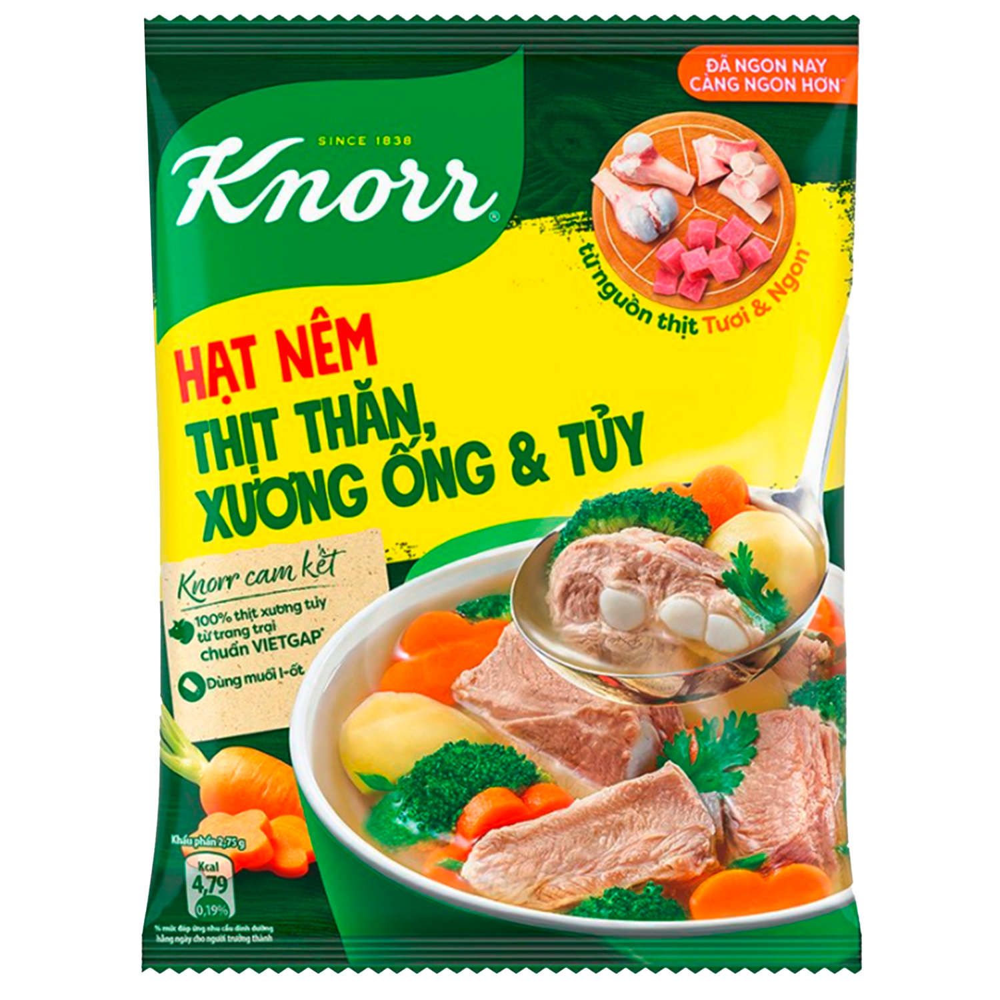 ĐÃ NGON NAY
CÀNG NGON HƠN
SINCE 1838
Knorr®
từ nguồn thịt Tươi & Ngon*
HẠT NÊM
THỊT THĂN,
XƯƠNG ỐNG & TỦY
Knorr cam kết
100% thịt xương tủy
từ trang trại
chuẩn VIETGAP*
Dùng muối I-ốt
Khẩu phần 2,75 g
Kcal
4,79
0,19%
% mức đáp ứng nhu cầu dinh dưỡng
hằng ngày cho người trưởng thành